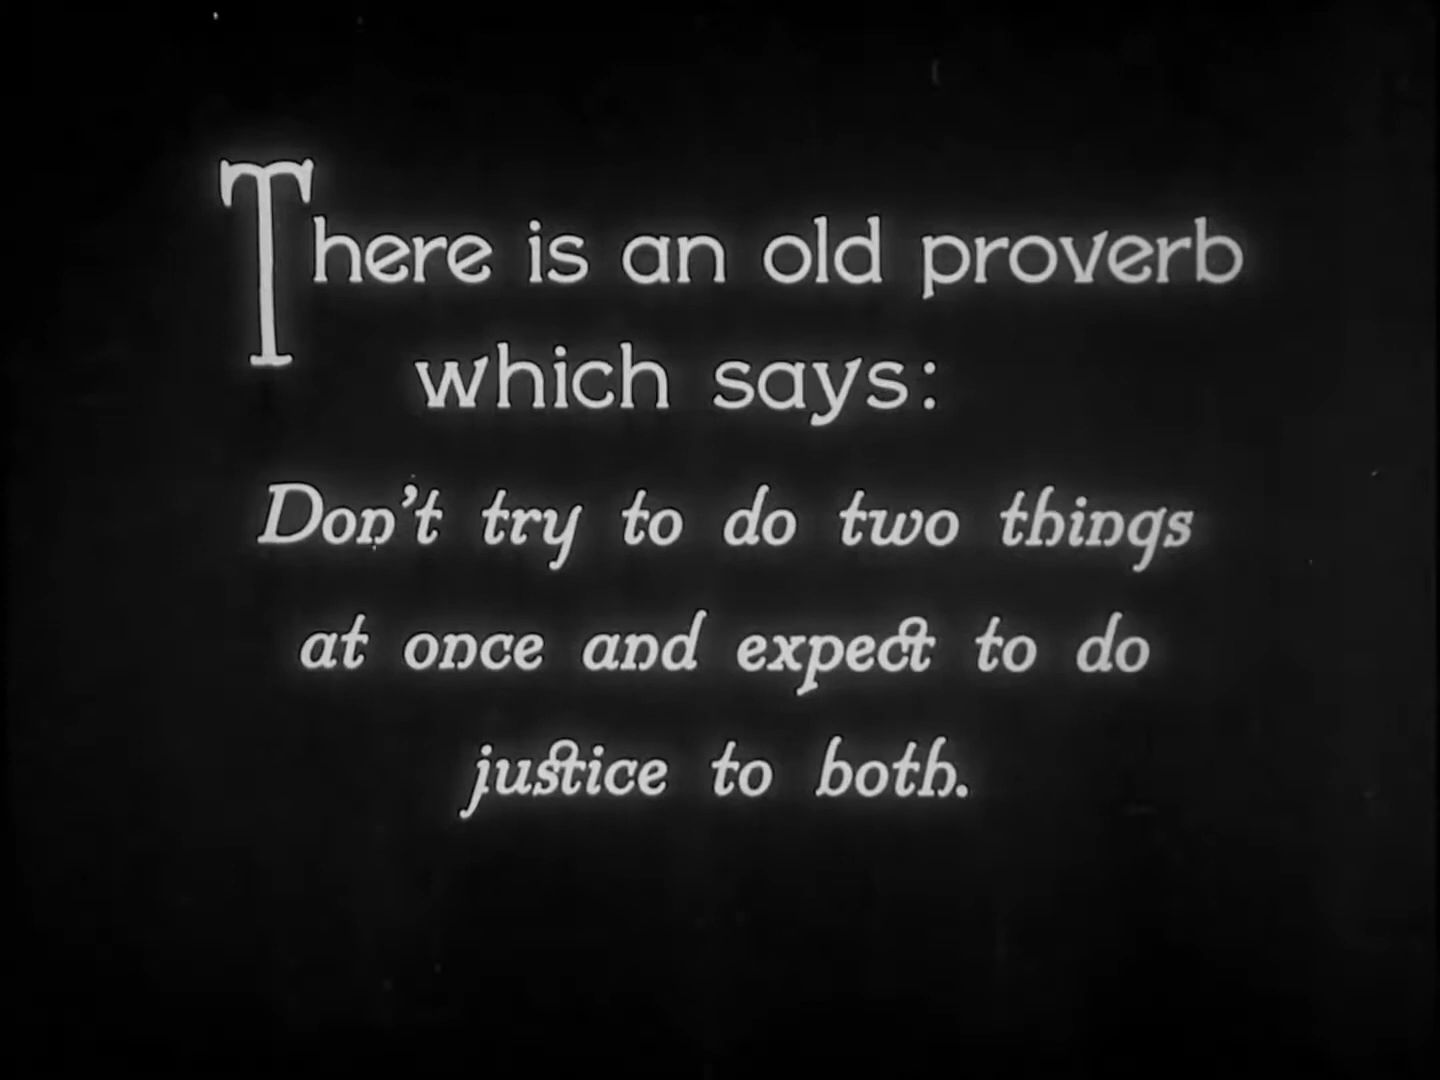 There is an old proverb
which says:
Don't try to do two things
at once and expect to do
justice to both.